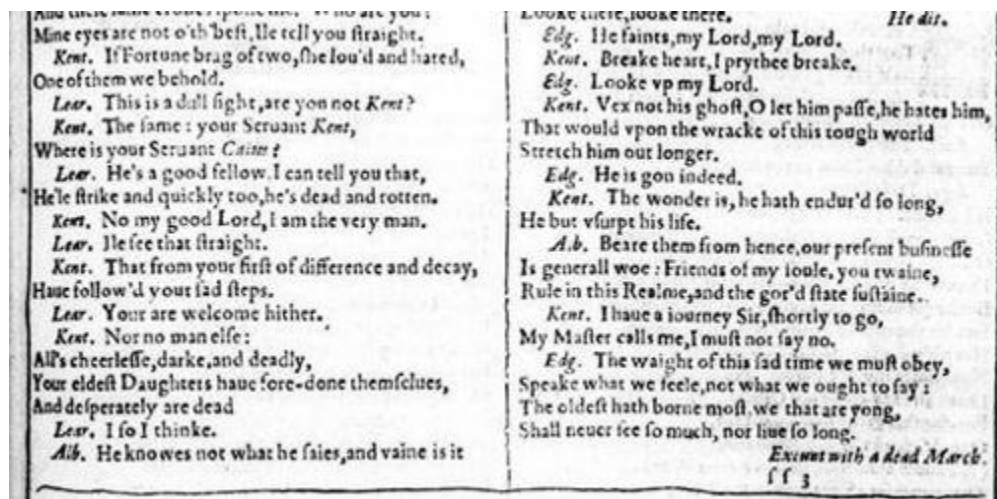 Mine eyes are not o'th'best, Ile tell you straight.
Kent. If Fortune brag of two, she lou'd and hated,
One of them we behold.
Lear. This is a dull sight, are yon not Kent?
Kent. The same: your Seruant Kent,
Where is your Seruant Caius?
Lear. He's a good fellow, I can tell you that,
He'le strike and quickly too, he's dead and rotten.
Kent. No my good Lord, I am the very man.
Lear. Ile see that straight.
Kent. That from your first of difference and decay,
Haue follow'd your sad steps.
Lear. Your are welcome hither.
Kent. Nor no man else:
All's cheerlesse, darke, and deadly,
Your eldest Daughters haue fore-done themselues,
And desperately are dead
Lear. I so I thinke.
Alb. He knowes not what he saies, and vaine is it
Looke there, looke there. He dis.
Edg. He faints, my Lord, my Lord.
Kent. Breake heart, I prythee breake.
Edg. Looke vp my Lord.
Kent. Vex not his ghost, O let him passe, he hates him,
That would vpon the wracke of this tough world
Stretch him out longer.
Edg. He is gon indeed.
Kent. The wonder is, he hath endur'd so long,
He but vsurpt his life.
Alb. Beare them from hence, our present businesse
Is generall woe: Friends of my soule, you twaine,
Rule in this Realme, and the gor'd state sustaine.
Kent. I haue a iourney Sir, shortly to go,
My Master calls me, I must not say no.
Edg. The waight of this sad time we must obey,
Speake what we feele, not what we ought to say:
The oldest hath borne most, we that are yong,
Shall neuer see so much, nor liue so long.
Exeunt with a dead March.
ff 3